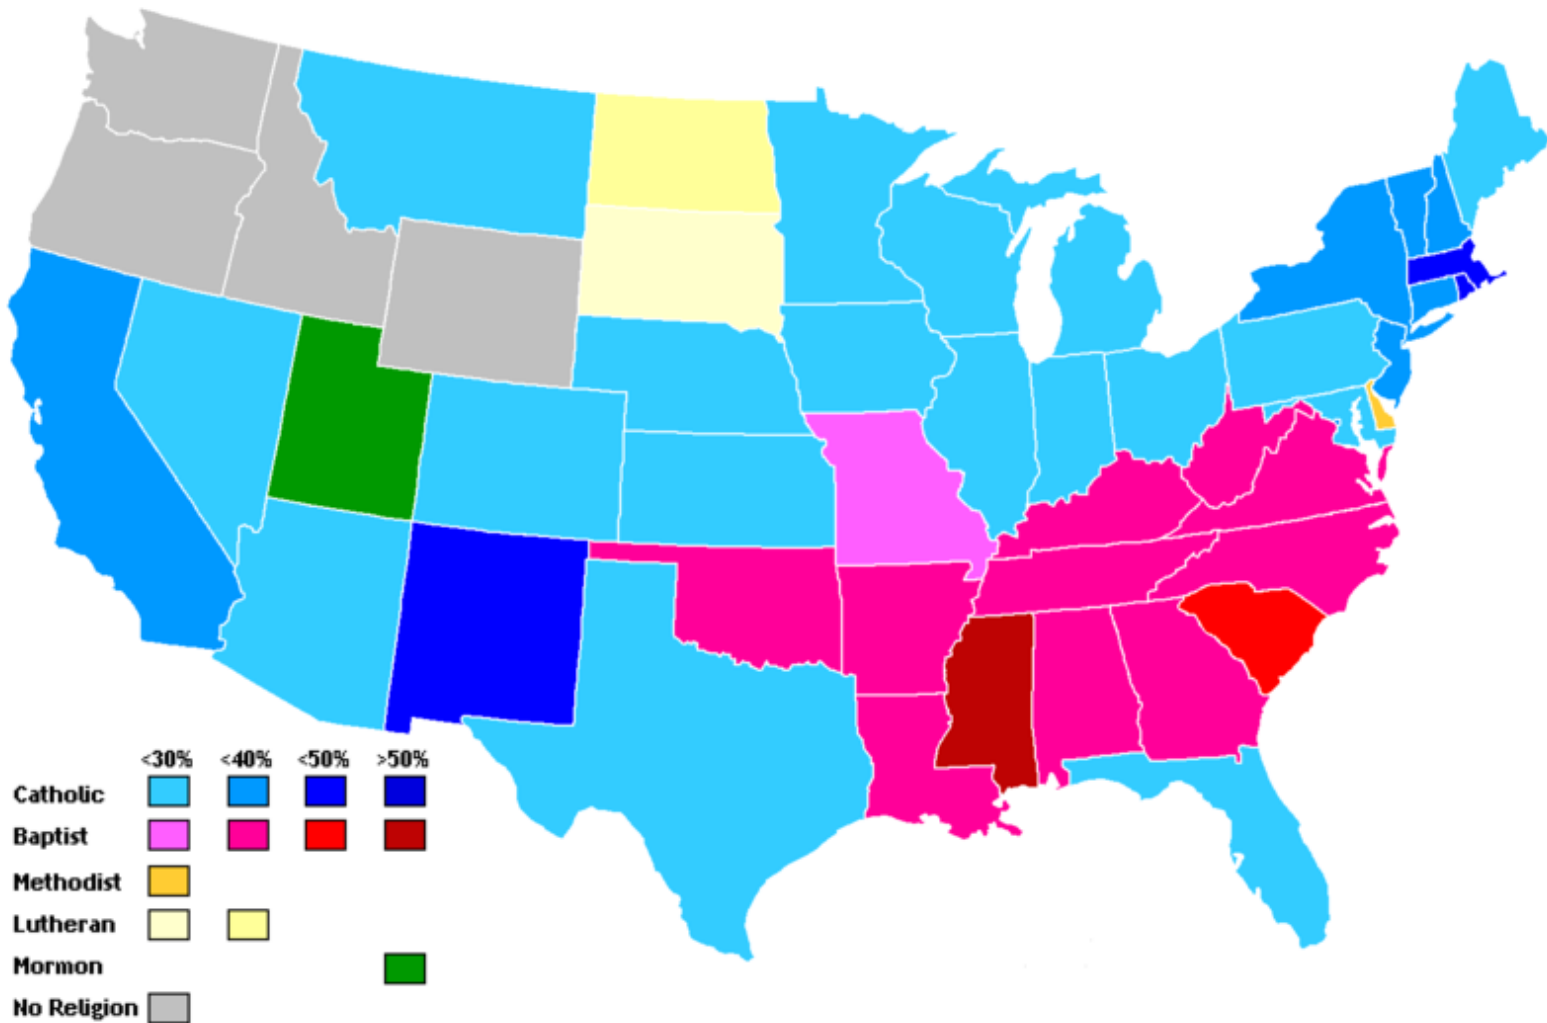 <30% <40% <50% >50%
Catholic
Baptist
Methodist
Lutheran
Mormon
No Religion